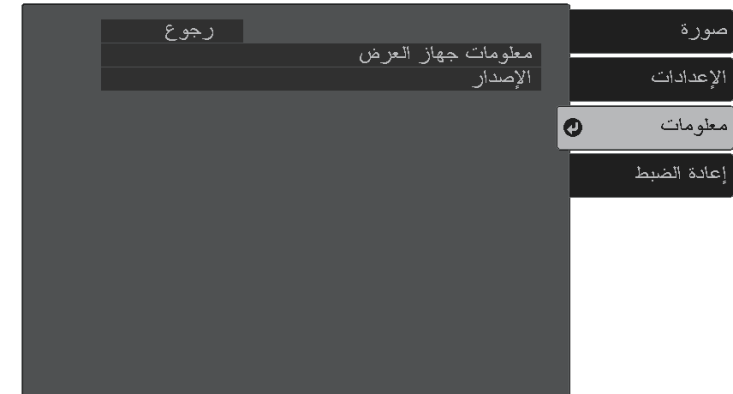 صورة
الإعدادات
معلومات
إعادة الضبط
رجوع
معلومات جهاز العرض
الإصدار